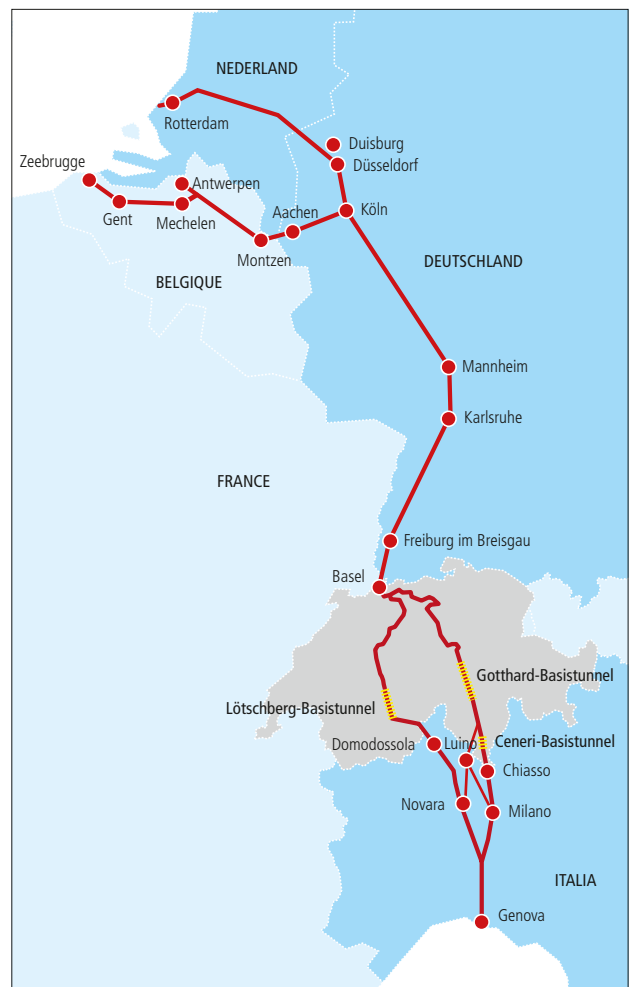 NEDERLAND
Rotterdam
Duisburg
Düsseldorf
Zeebrugge
Antwerpen
Gent
Mechelen
Aachen
Köln
Montzen
DEUTSCHLAND
BELGIQUE
Mannheim
Karlsruhe
FRANCE
Freiburg im Breisgau
Basel
Gotthard-Basistunnel
Lötschberg-Basistunnel
Domodossola
Luino
Ceneri-Basistunnel
Chiasso
Novara
Milano
ITALIA
Genova